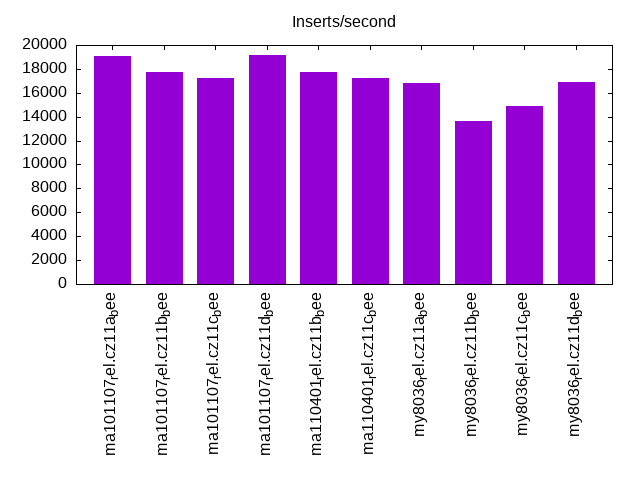 Inserts/second
20000
18000
16000
14000
12000
10000
8000
6000
4000
2000
0
ma101107rel.cz11abee
ma101107rel.cz11bbee
ma101107rel.cz11cbee
ma101107rel.cz11dbee
ma110401rel.cz11bbee
ma110401rel.cz11cbee
my8036rel.cz11abee
my8036rel.cz11bbee
my8036rel.cz11cbee
my8036rel.cz11dbee